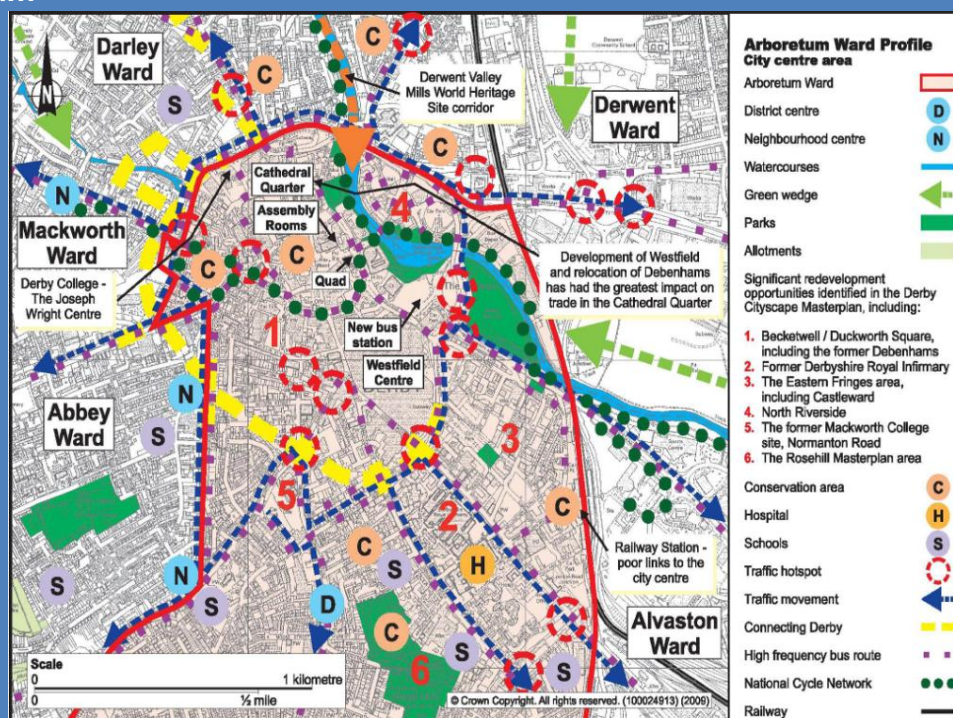 Darley
Ward
C
C
S
N
Derwent Valley
Mills World Heritage
Site corridor
Derwent
Ward
C
N
Mackworth
Ward
Cathedral
Quarter
Assembly
Rooms
4
C
C
Quad
Derby College -
The Joseph
Wright Centre
Development of Westfield
and relocation of Debenhams
has had the greatest impact on
trade in the Cathedral Quarter
1
New bus
station
Westfield
Centre
Abbey
Ward
N
S
3
5
2
C
C
S
H
Railway Station -
poor links to the
city centre
S
N
S
D
C
6
S
S
Alvaston
Ward
Scale
0
1 kilometre
0
½ mile
© Crown Copyright. All rights reserved. (100024913) (2009)
Arboretum Ward Profile
City centre area
Arboretum Ward
District centre
D
Neighbourhood centre
N
Watercourses
Green wedge
Parks
Allotments
Significant redevelopment
opportunities identified in the Derby
Cityscape Masterplan, including:
1. Becketwell / Duckworth Square,
including the former Debenhams
2. Former Derbyshire Royal Infirmary
3. The Eastern Fringes area,
including Castleward
4. North Riverside
5. The former Mackworth College
site, Normanton Road
6. The Rosehill Masterplan area
Conservation area
C
Hospital
H
Schools
S
Traffic hotspot
Traffic movement
Connecting Derby
High frequency bus route
National Cycle Network
Railway